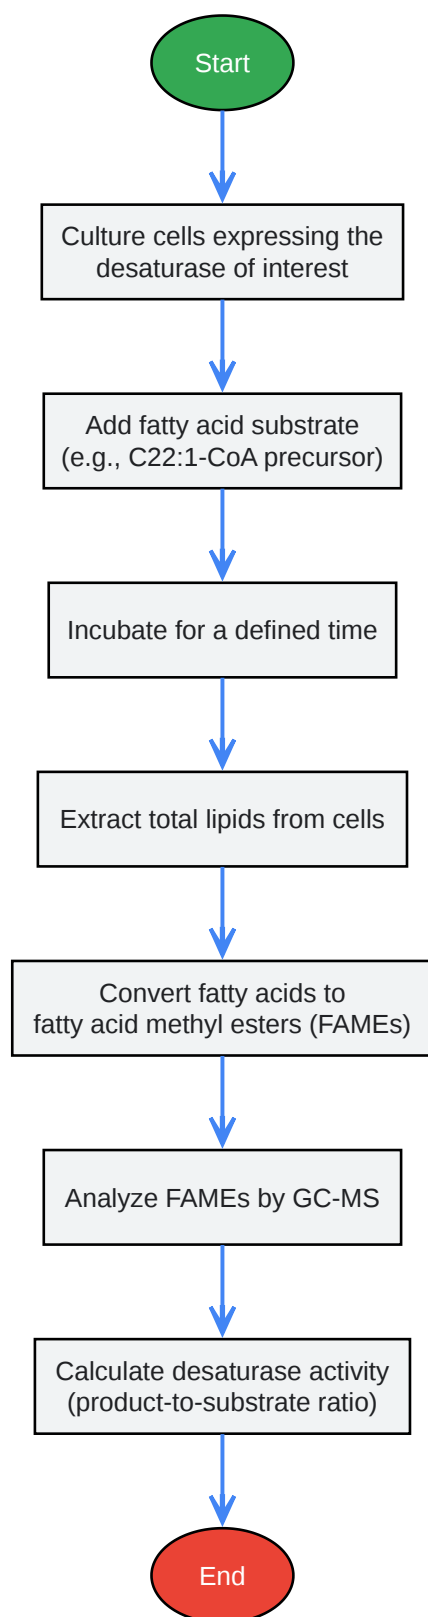 Start
Culture cells expressing the
desaturase of interest
Add fatty acid substrate
(e.g., C22:1-CoA precursor)
Incubate for a defined time
Extract total lipids from cells
Convert fatty acids to
fatty acid methyl esters (FAMEs)
Analyze FAMEs by GC-MS
Calculate desaturase activity
(product-to-substrate ratio)
End